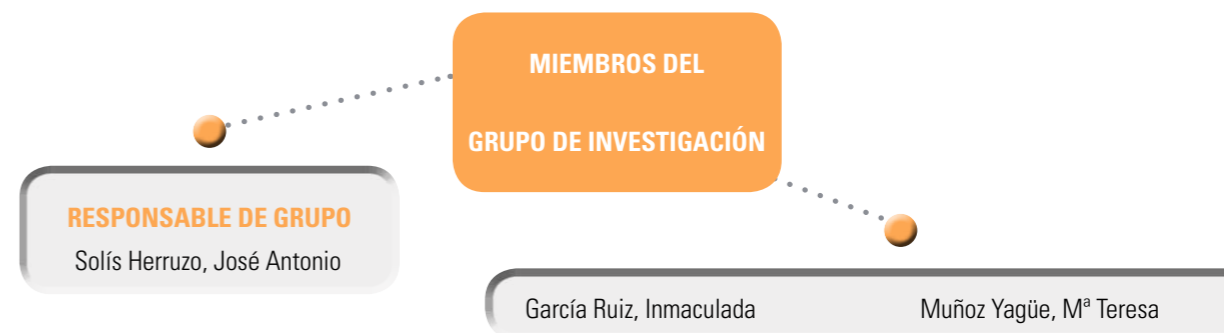 MIEMBROS DEL
GRUPO DE INVESTIGACIÓN
RESPONSABLE DE GRUPO
Solís Herruzo, José Antonio
García Ruiz, Inmaculada
Muñoz Yagüe, Mª Teresa